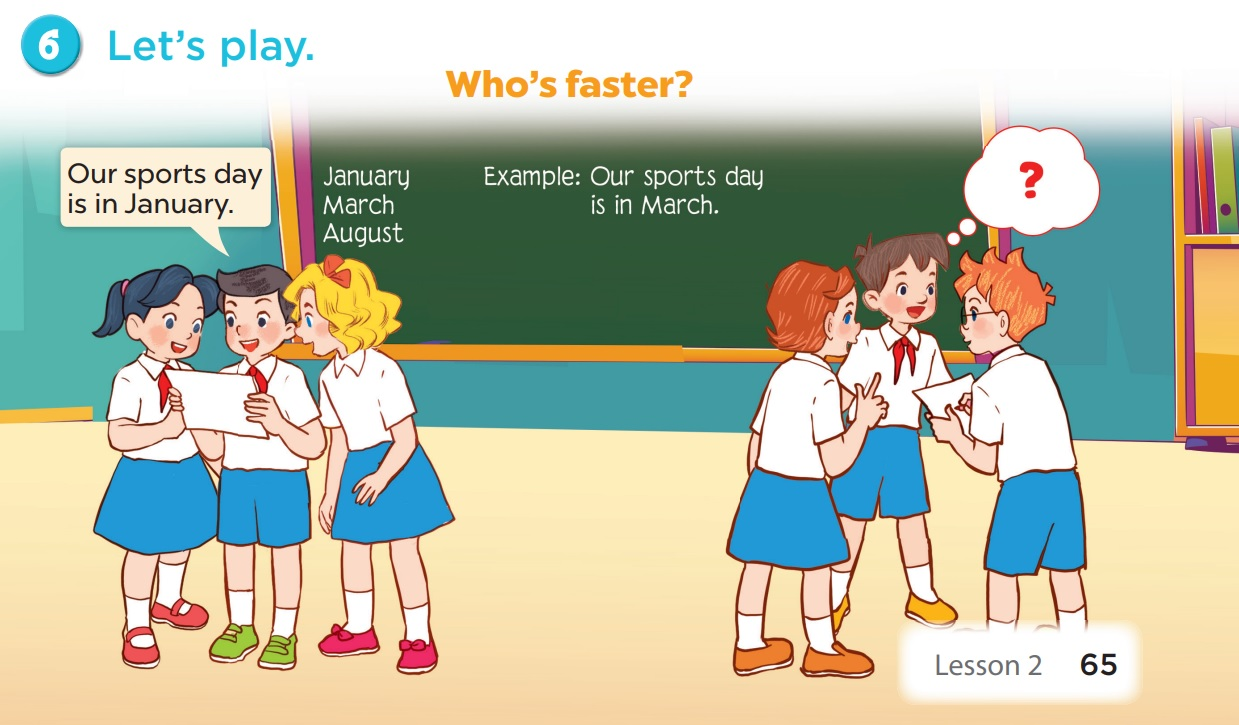 6 Let's play.
Who's faster?
Our sports day
is in January.
January
March
August
Example: Our sports day
is in March.
?
Lesson 2 65